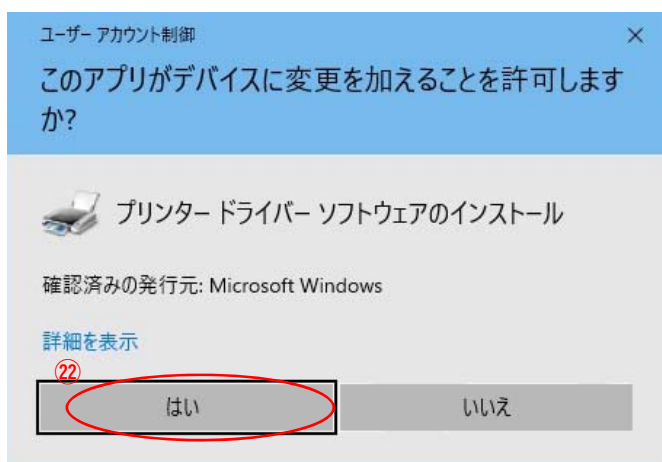 ユーザー アカウント制御
×
このアプリがデバイスに変更を加えることを許可します
か?
プリンター ドライバー ソフトウェアのインストール
確認済みの発行元: Microsoft Windows
詳細を表示
㉒
はい いいえ